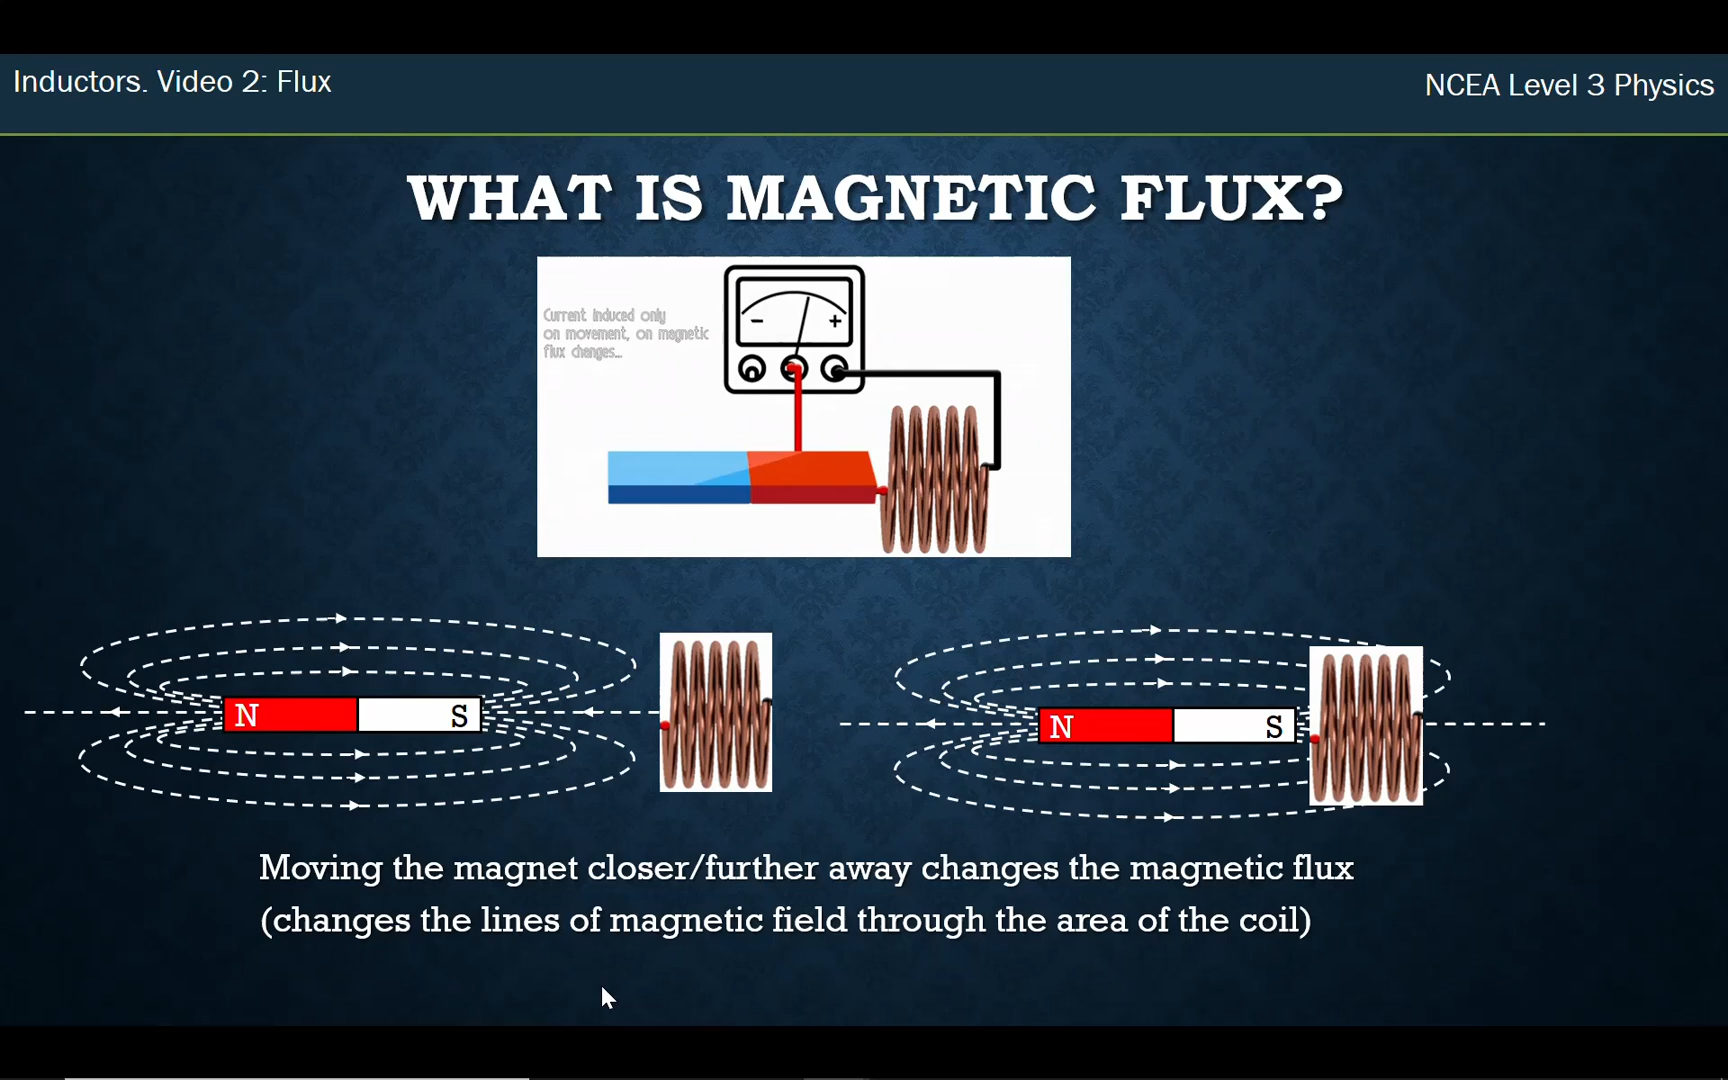 Inductors. Video 2: Flux
NCEA Level 3 Physics
WHAT IS MAGNETIC FLUX?
Current induced only
on movement, on magnetic
flux changes...
− +
N S
N S
Moving the magnet closer/further away changes the magnetic flux
(changes the lines of magnetic field through the area of the coil)